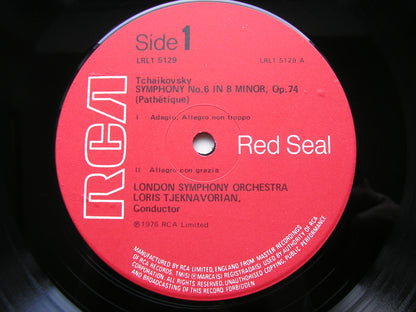 Side 1
LRL1 5129
LRL1 5129 A
Tchaikovsky
SYMPHONY No.6 IN B MINOR, Op.74
(Pathétique)
I Adagio, Allegro non troppo
RCA
Red Seal
II Allegro con grazia
LONDON SYMPHONY ORCHESTRA
LORIS TJEKNAVORIAN,
Conductor
℗1976 RCA Limited
MANUFACTURED BY RCA LIMITED, ENGLAND FROM MASTER RECORDINGS
OF RCA RECORDS. TM(S) ® MARCA(S) REGISTRADA(S) USED BY AUTHORITY OF RCA
CORPORATION. ALL RIGHTS RESERVED. UNAUTHORISED COPYING, PUBLIC PERFORMANCE
AND BROADCASTING OF THIS RECORD FORBIDDEN